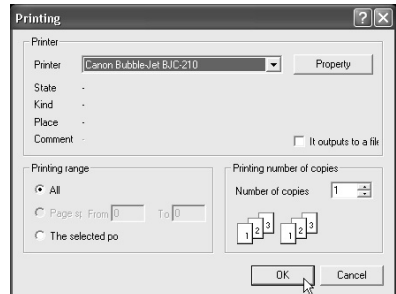 Printing
Printer
Printer Canon Bubble-Jet BJC-210 Property
State -
Kind -
Place -
Comment -
It outputs to a file
Printing range
All
Page s From 0 To 0
The selected po
Printing number of copies
Number of copies 1
1 2 3 1 2 3
OK Cancel